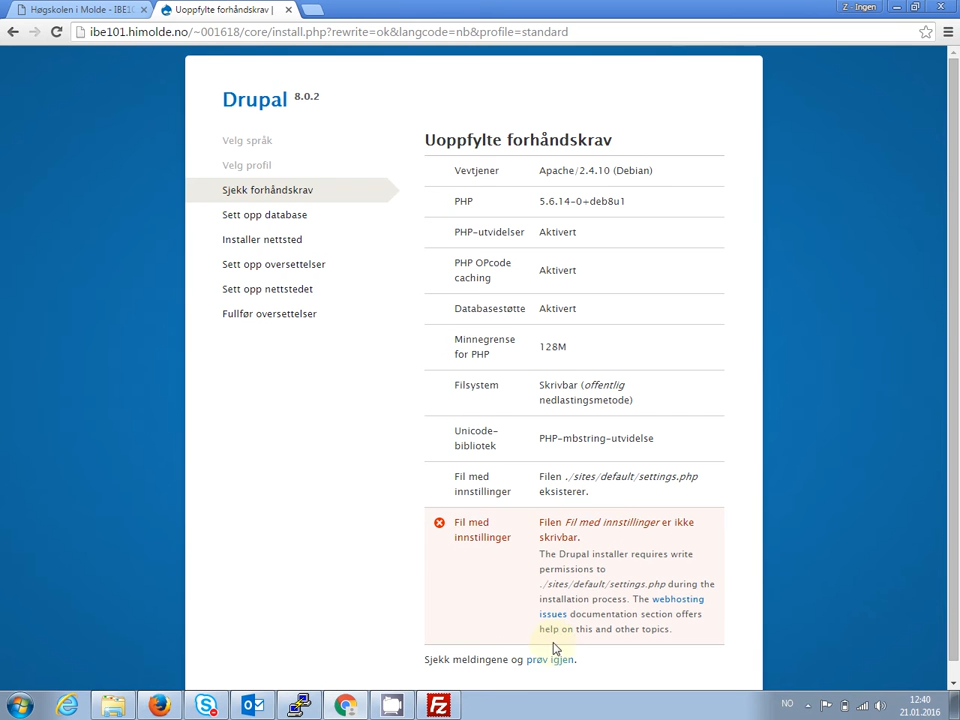 Z - Ingen
Høgskolen i Molde - IBE10
Uoppfylte forhåndskrav |
ibe101.himolde.no/~001618/core/install.php?rewrite=ok&langcode=nb&profile=standard
Drupal 8.0.2
Velg språk
Velg profil
Sjekk forhåndskrav
Sett opp database
Installer nettsted
Sett opp oversettelser
Sett opp nettstedet
Fullfør oversettelser
Uoppfylte forhåndskrav
Vevtjener Apache/2.4.10 (Debian)
PHP 5.6.14-0+deb8u1
PHP-utvidelser Aktivert
PHP OPcode
caching
Aktivert
Databasestøtte Aktivert
Minnegrense
for PHP
128M
Filsystem Skrivbar (offentlig
nedlastingsmetode)
Unicode-
bibliotek
PHP-mbstring-utvidelse
Fil med
innstillinger
Filen ./sites/default/settings.php
eksisterer.
Fil med
innstillinger
Filen Fil med innstillinger er ikke
skrivbar.
The Drupal installer requires write
permissions to
./sites/default/settings.php during the
installation process. The webhosting
issues documentation section offers
help on this and other topics.
Sjekk meldingene og prøv igjen.
NO
12:40
21.01.2016